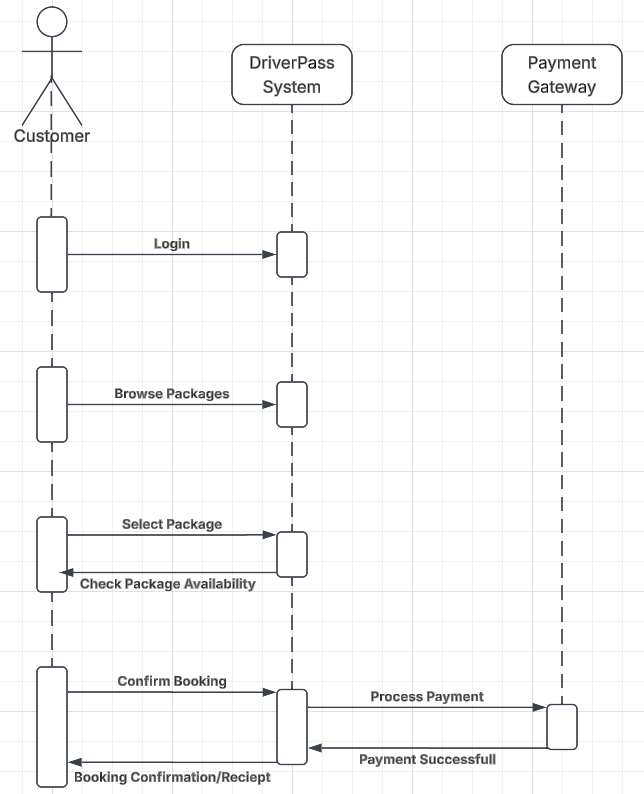 DriverPass
System
Payment
Gateway
Customer
Login
Browse Packages
Select Package
Check Package Availability
Confirm Booking
Process Payment
Payment Successfull
Booking Confirmation/Reciept